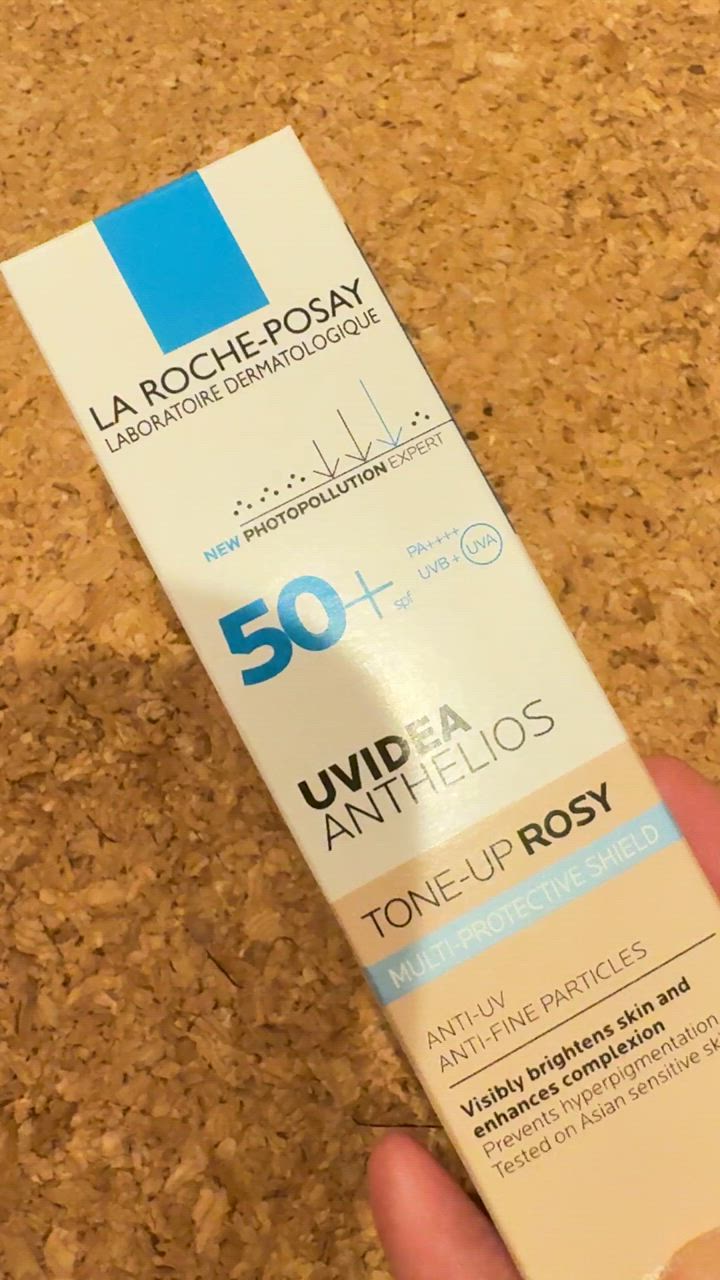 LA ROCHE-POSAY
LABORATOIRE DERMATOLOGIQUE
NEW PHOTOPOLLUTION EXPERT
50+ spf
PA++++
UVB + UVA
UVIDEA
ANTHELIOS
TONE-UP ROSY
MULTI-PROTECTIVE SHIELD
ANTI-UV
ANTI-FINE PARTICLES
Visibly brightens skin and
enhances complexion
Prevents hyperpigmentation
Tested on Asian sensitive sk